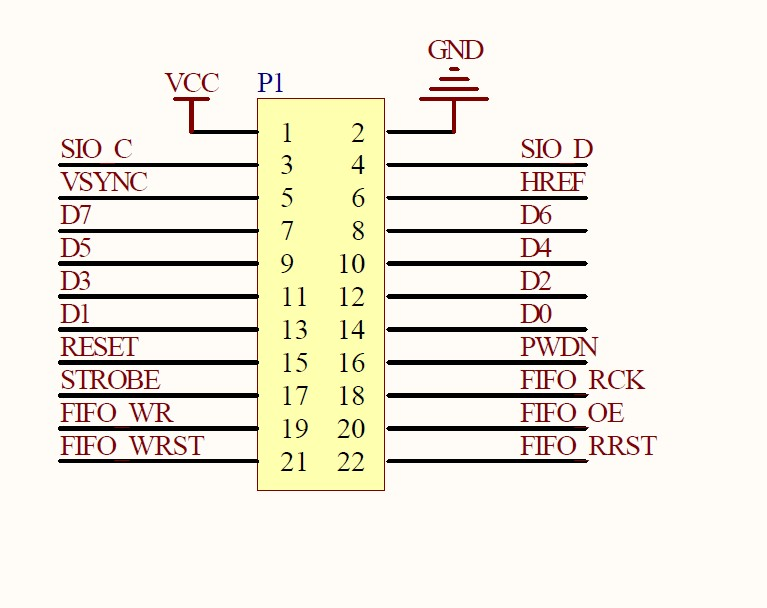 GND
VCC P1
1 2
SIO_C 3 4 SIO_D
VSYNC 5 6 HREF
D7 7 8 D6
D5 9 10 D4
D3 11 12 D2
D1 13 14 D0
RESET 15 16 PWDN
STROBE 17 18 FIFO_RCK
FIFO_WR 19 20 FIFO_OE
FIFO_WRST 21 22 FIFO_RRST